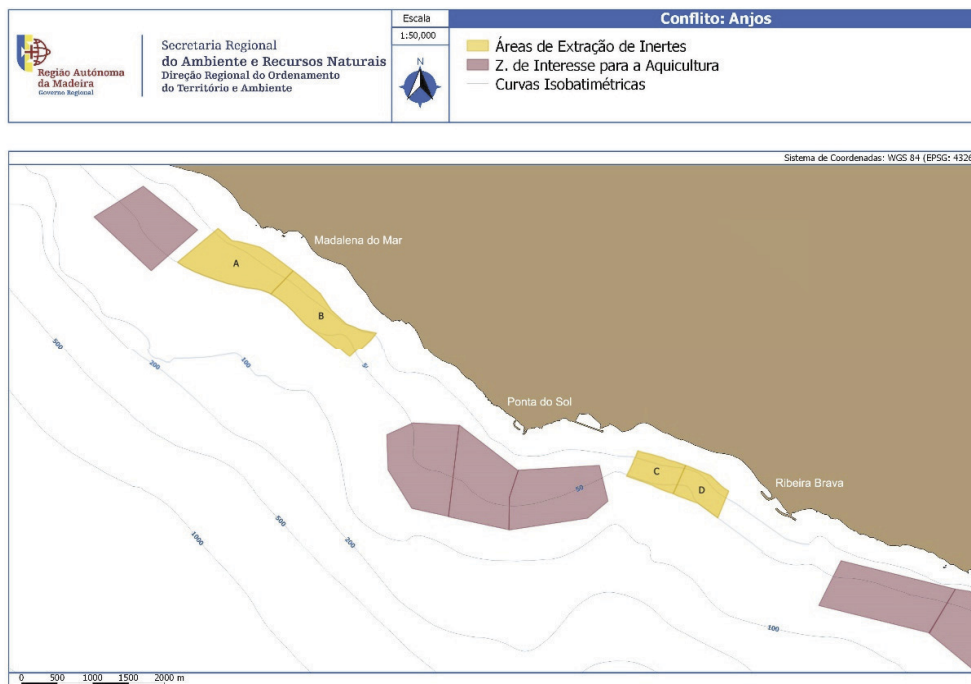 Região Autónoma
da Madeira
Governo Regional
Secretaria Regional
do Ambiente e Recursos Naturais
Direção Regional do Ordenamento
do Território e Ambiente
Escala
1:50,000
N
Conflito: Anjos
Áreas de Extração de Inertes
Z. de Interesse para a Aquicultura
Curvas Isobatimétricas
Sistema de Coordenadas: WGS 84 (EPSG: 4326
Madalena do Mar
A
B
500
200
100
Ponta do Sol
C
D
50
Ribeira Brava
1000
500
200
100
0 500 1000 1500 2000 m